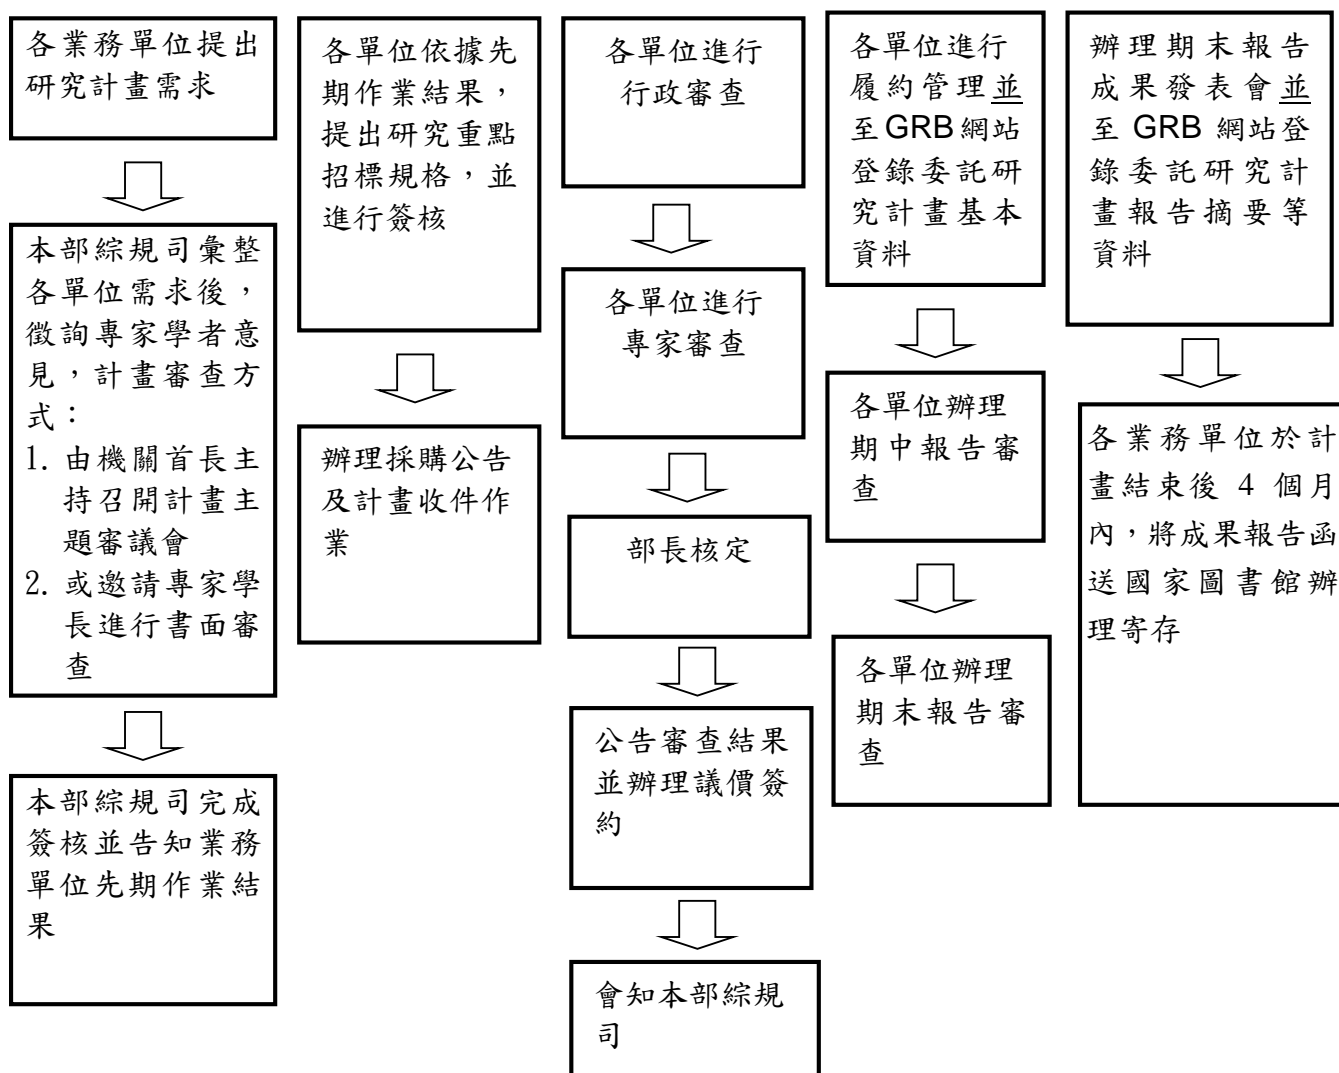 各業務單位提出
研究計畫需求
本部綜規司彙整
各單位需求後，
徵詢專家學者意
見，計畫審查方
式：
1. 由機關首長主
持召開計畫主
題審議會
2. 或邀請專家學
長進行書面審
查
本部綜規司完成
簽核並告知業務
單位先期作業結
果
各單位依據先
期作業結果，
提出研究重點
招標規格，並
進行簽核
辦理採購公告
及計畫收件作
業
各單位進行
行政審查
各單位進行
專家審查
部長核定
公告審查結果
並辦理議價簽
約
會知本部綜規
司
各單位進行
履約管理並
至GRB網站
登錄委託研
究計畫基本
資料
各單位辦理
期中報告審
查
各單位辦理
期末報告審
查
辦理期末報告
成果發表會並
至 GRB 網站登
錄委託研究計
畫報告摘要等
資料
各業務單位於計
畫結束後 4 個月
內，將成果報告函
送國家圖書館辦
理寄存